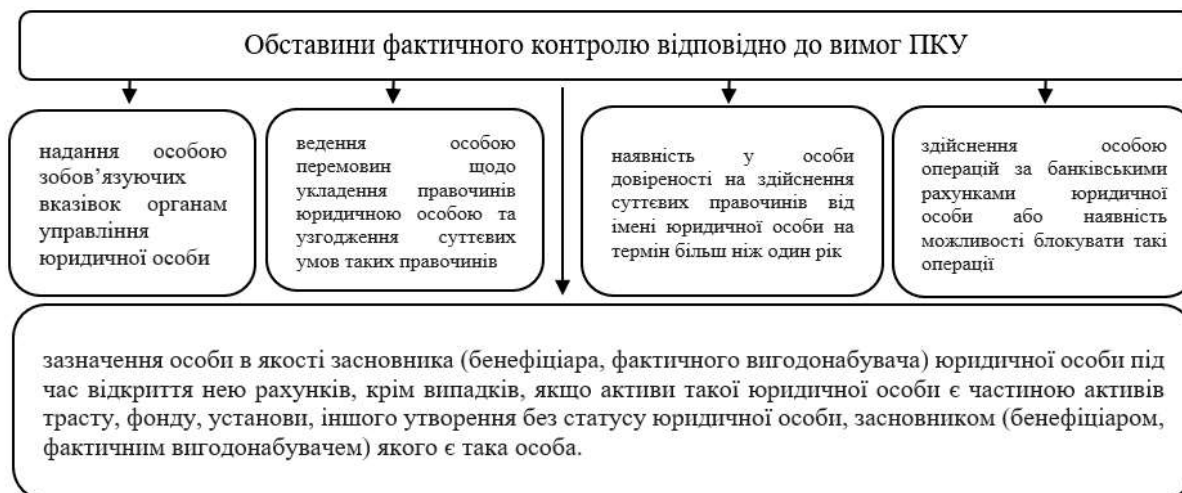 Обставини фактичного контролю відповідно до вимог ПКУ
надання особою
зобов’язуючих
вказівок органам
управління
юридичної особи
ведення особою
перемовин щодо
укладення правочинів
юридичною особою та
узгодження суттєвих
умов таких правочинів
наявність у особи
довіреності на здійснення
суттєвих правочинів від
імені юридичної особи на
термін більш ніж один рік
здійснення особою
операцій за банківськими
рахунками юридичної
особи або наявність
можливості блокувати такі
операції
зазначення особи в якості засновника (бенефіціара, фактичного вигодонабувача) юридичної особи під
час відкриття нею рахунків, крім випадків, якщо активи такої юридичної особи є частиною активів
трасту, фонду, установи, іншого утворення без статусу юридичної особи, засновником (бенефіціаром,
фактичним вигодонабувачем) якого є така особа.